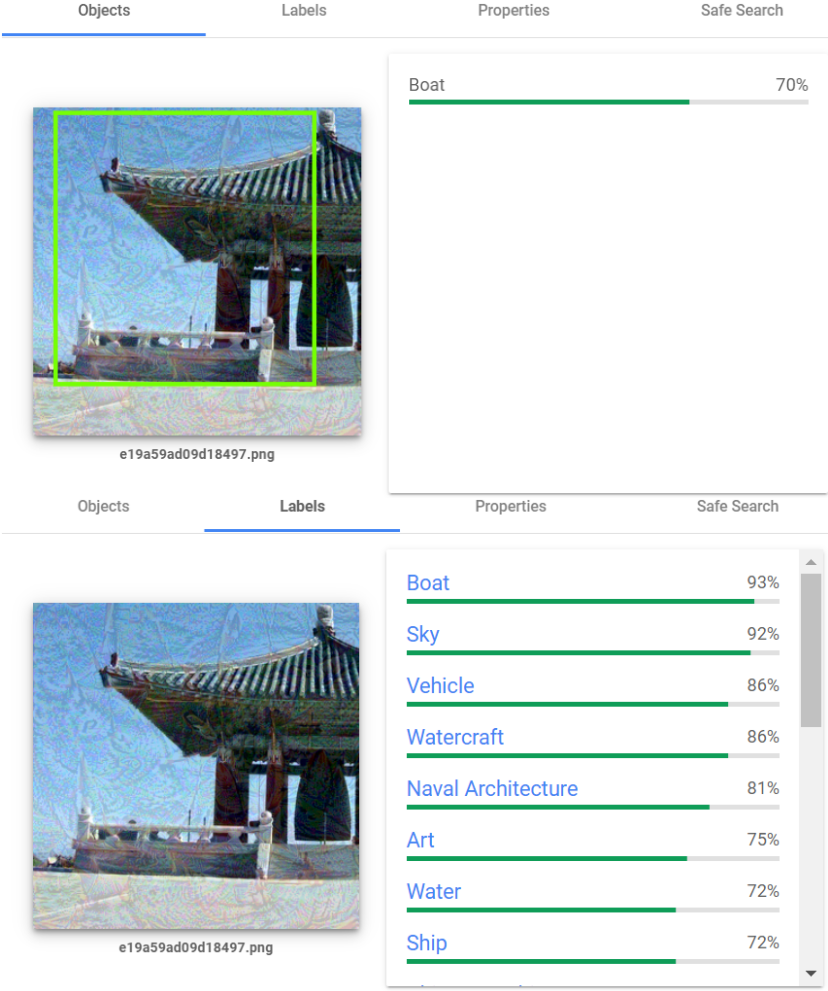 Objects Labels Properties Safe Search
Boat 70%
e19a59ad09d18497.png
Objects Labels Properties Safe Search
Boat 93%
Sky 92%
Vehicle 86%
Watercraft 86%
Naval Architecture 81%
Art 75%
Water 72%
Ship 72%
e19a59ad09d18497.png